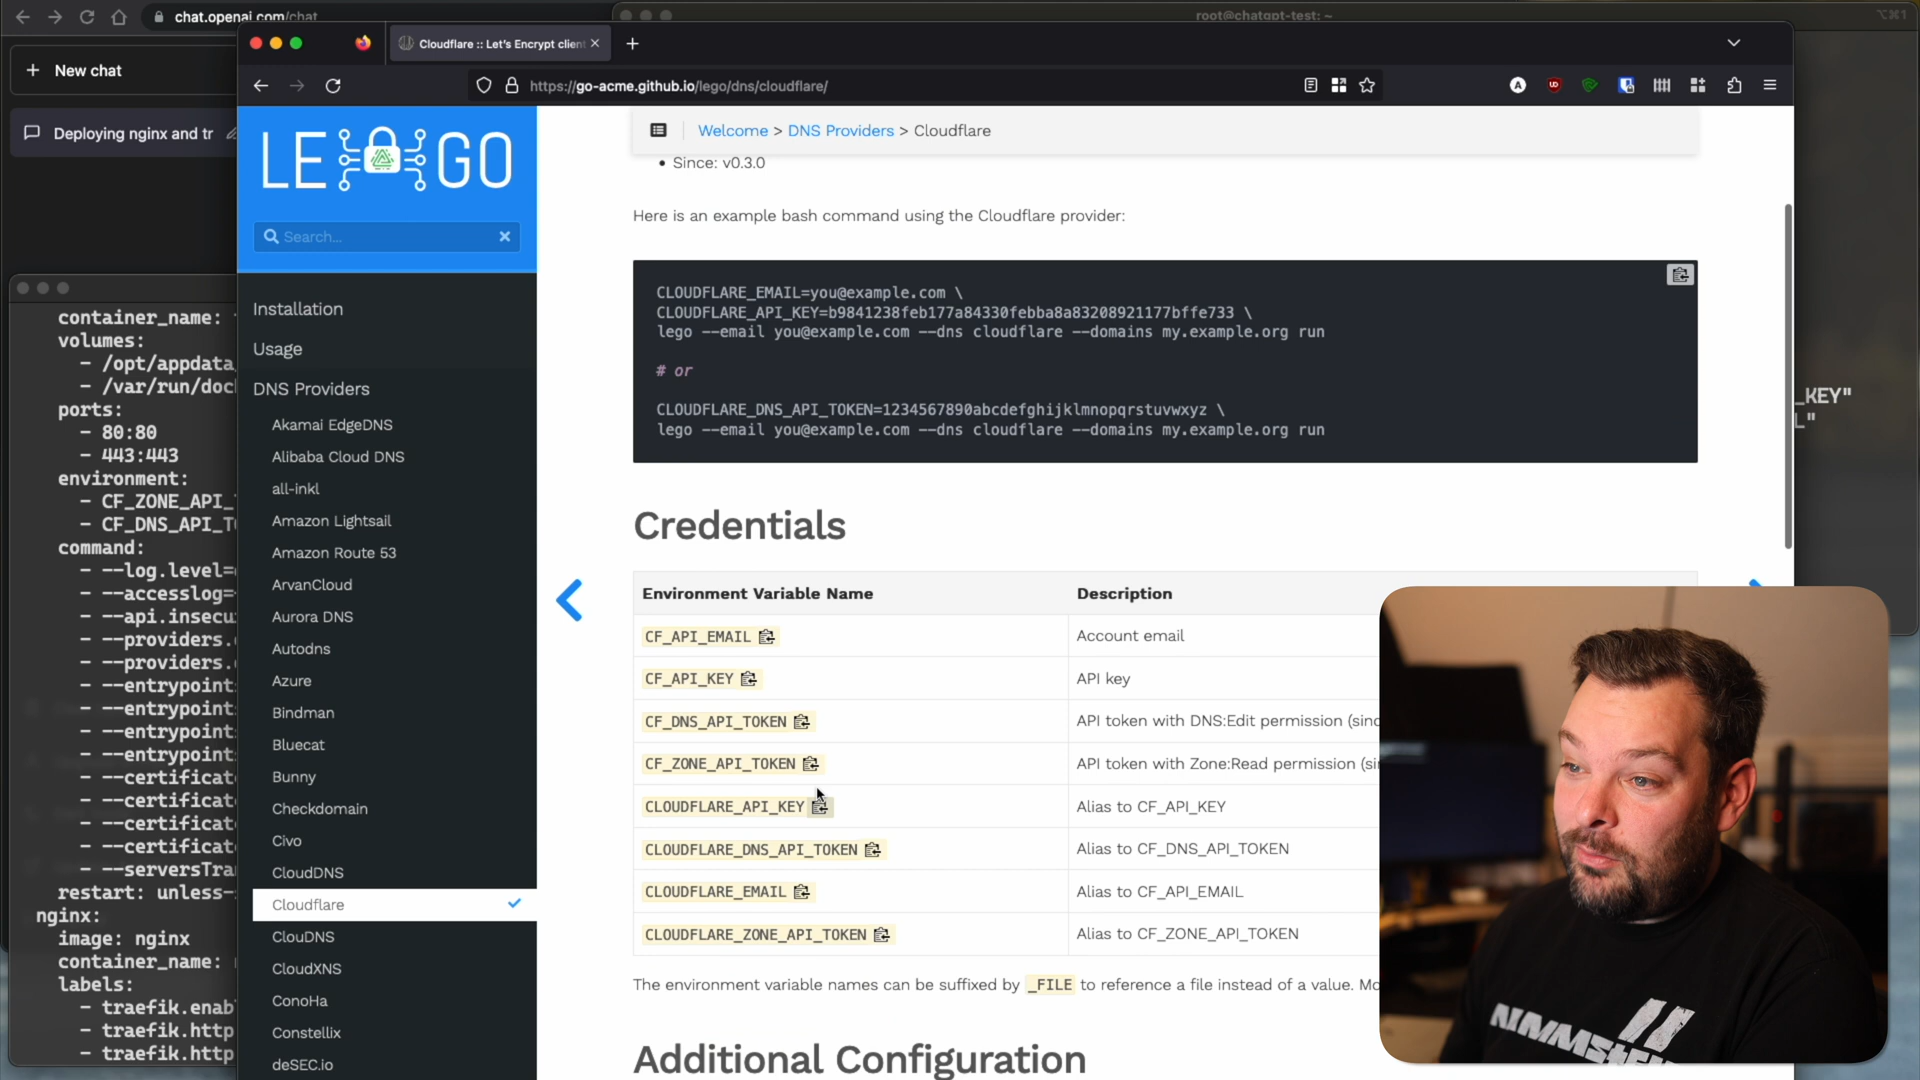 chat.openai.com/chat
root@chatgpt-test: ~
⌥⌘1
+ New chat
Deploying nginx and tr
Cloudflare :: Let's Encrypt clien
https://go-acme.github.io/lego/dns/cloudflare/
LEGO
Search...
Installation
Usage
DNS Providers
Akamai EdgeDNS
Alibaba Cloud DNS
all-inkl
Amazon Lightsail
Amazon Route 53
ArvanCloud
Aurora DNS
Autodns
Azure
Bindman
Bluecat
Bunny
Checkdomain
Civo
CloudDNS
Cloudflare
ClouDNS
CloudXNS
ConoHa
Constellix
deSEC.io
Welcome > DNS Providers > Cloudflare
• Since: v0.3.0
Here is an example bash command using the Cloudflare provider:
CLOUDFLARE_EMAIL=you@example.com \
CLOUDFLARE_API_KEY=b9841238feb177a84330febba8a83208921177bffe733 \
lego --email you@example.com --dns cloudflare --domains my.example.org run
# or
CLOUDFLARE_DNS_API_TOKEN=1234567890abcdefghijklmnopqrstuvwxyz \
lego --email you@example.com --dns cloudflare --domains my.example.org run
Credentials
Environment Variable Name Description
CF_API_EMAIL Account email
CF_API_KEY API key
CF_DNS_API_TOKEN API token with DNS:Edit permission (sinc
CF_ZONE_API_TOKEN API token with Zone:Read permission (si
CLOUDFLARE_API_KEY Alias to CF_API_KEY
CLOUDFLARE_DNS_API_TOKEN Alias to CF_DNS_API_TOKEN
CLOUDFLARE_EMAIL Alias to CF_API_EMAIL
CLOUDFLARE_ZONE_API_TOKEN Alias to CF_ZONE_API_TOKEN
The environment variable names can be suffixed by _FILE to reference a file instead of a value. Mo
Additional Configuration
container_name:
volumes:
- /opt/appdata
- /var/run/doc
ports:
- 80:80
- 443:443
environment:
- CF_ZONE_API_
- CF_DNS_API_T
command:
- --log.level=
- --accesslog=
- --api.insecu
- --providers.
- --providers.
- --entrypoint
- --entrypoint
- --entrypoint
- --entrypoint
- --certificat
- --certificat
- --certificat
- --certificat
- --serversTra
restart: unless-
nginx:
image: nginx
container_name:
labels:
- traefik.enab
- traefik.http
- traefik.http
_KEY"
L"